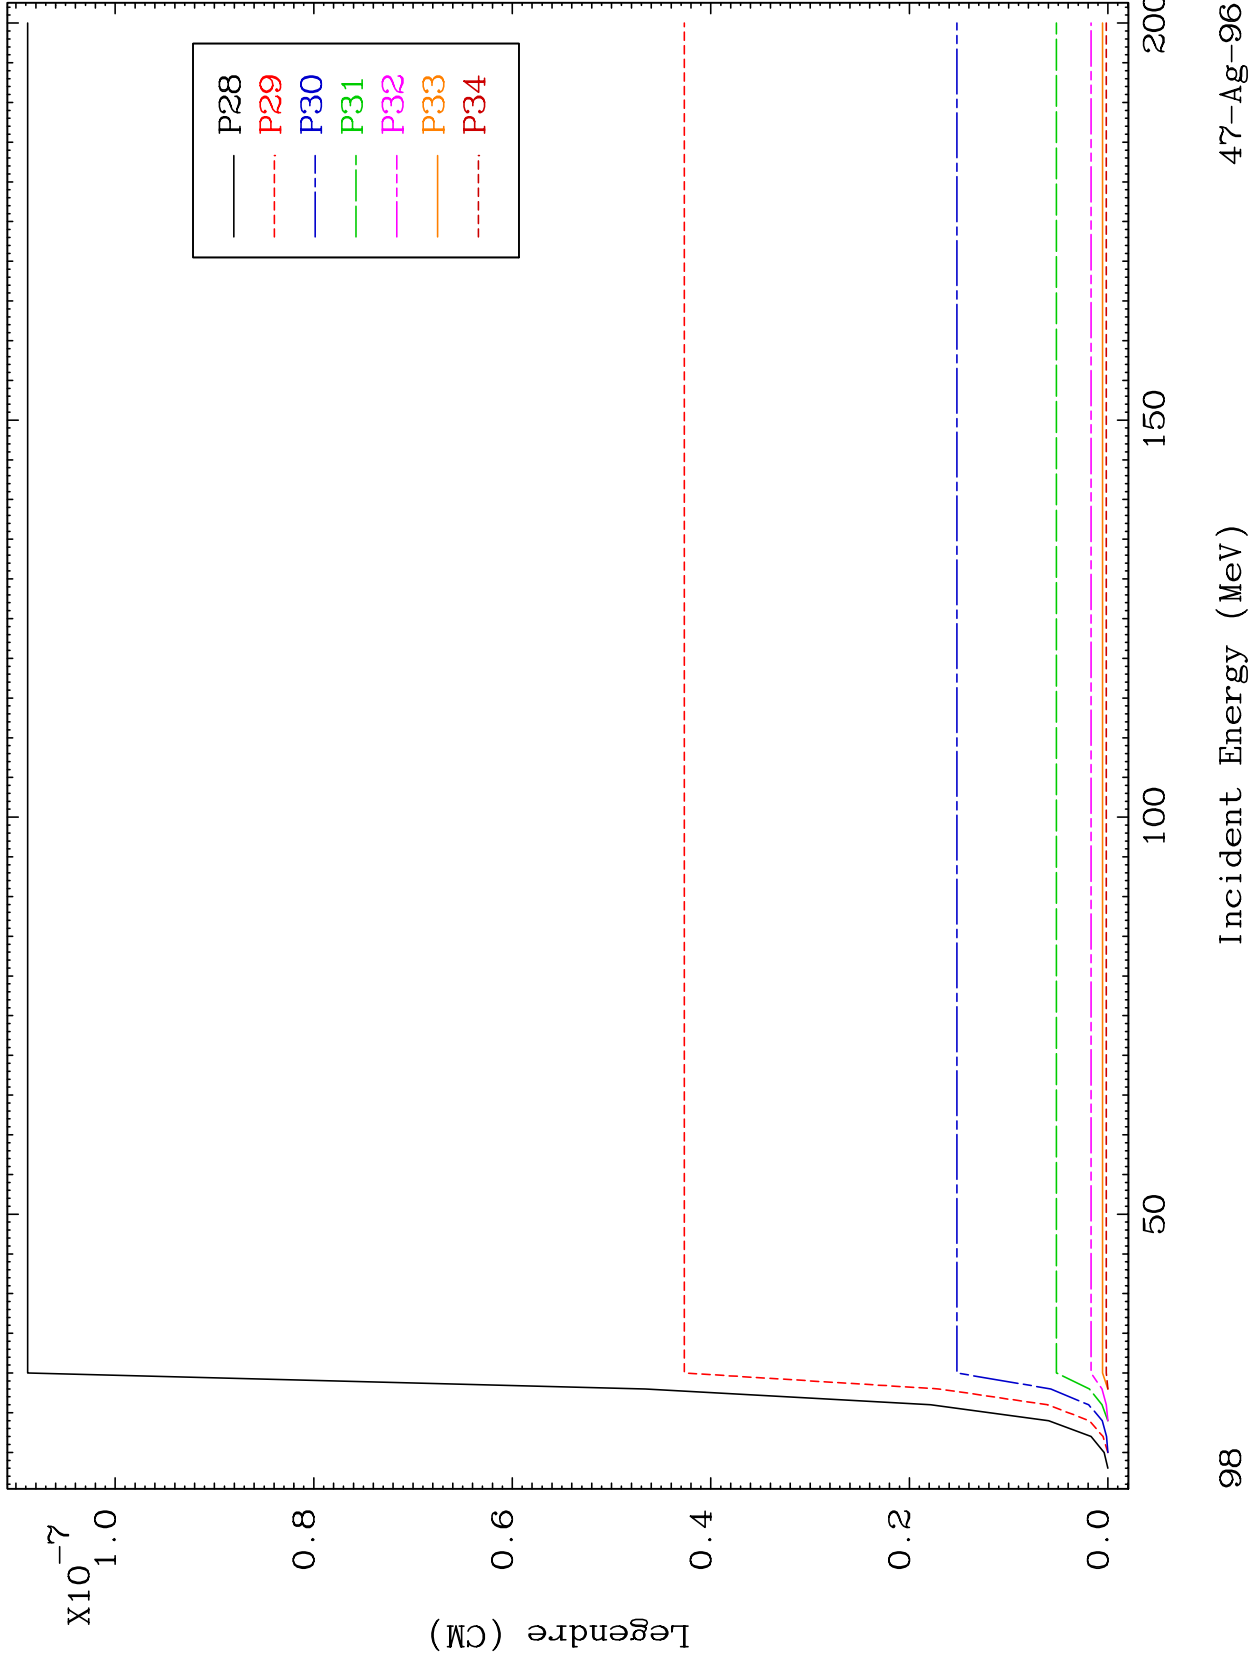 X10-7
1.0
0.8
0.6
0.4
0.2
0.0
Legendre (CM)
P28
P29
P30
P31
P32
P33
P34
50
100
150
200
Incident Energy (MeV)
98
47-Ag-96